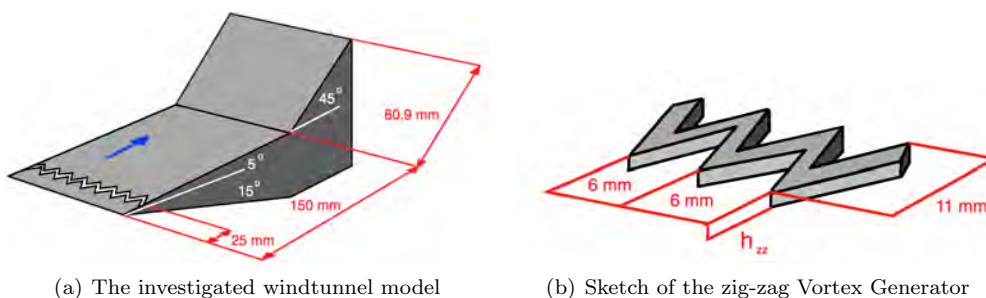 45°
80.9 mm
5°
15°
150 mm
25 mm
6 mm
6 mm
11 mm
h_zz
(a) The investigated windtunnel model
(b) Sketch of the zig-zag Vortex Generator